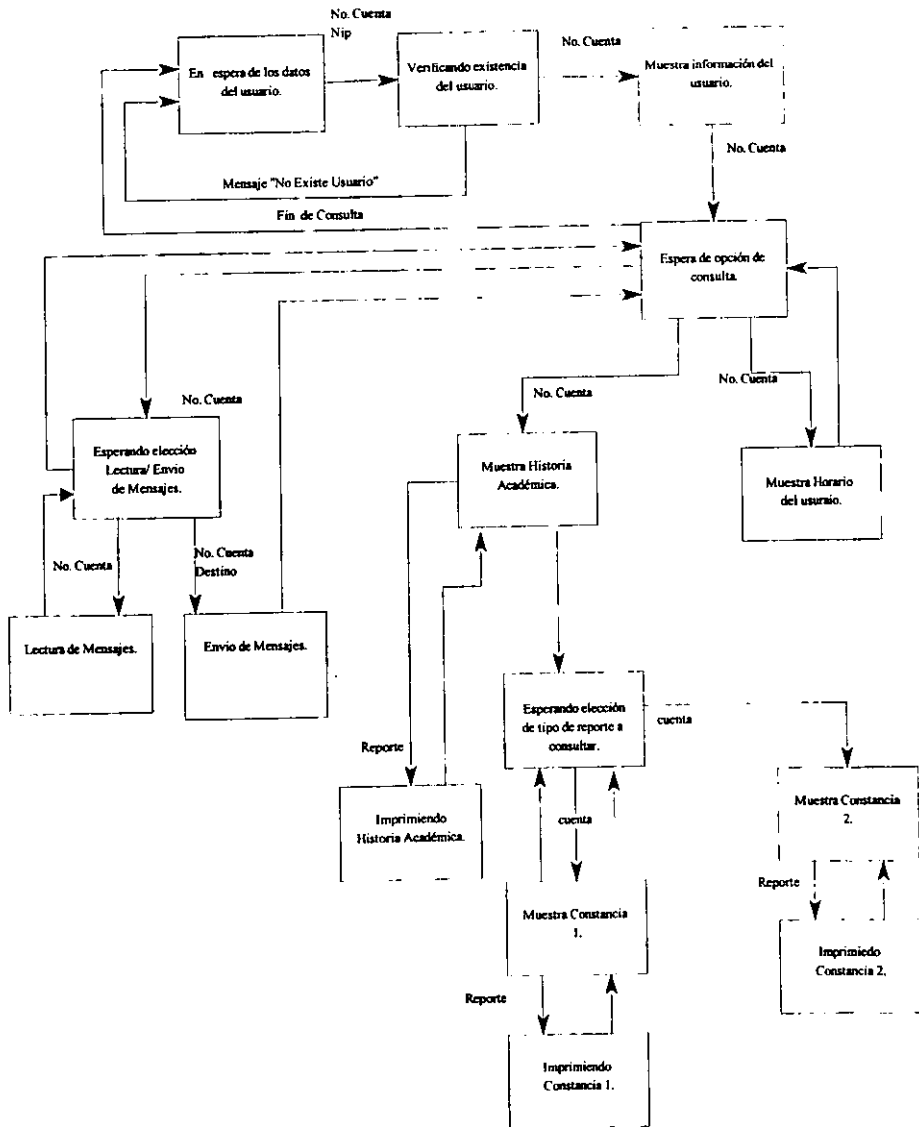 No. Cuenta
Nip
En espera de los datos
del usuario.
Verificando existencia
del usuario.
No. Cuenta
Muestra información del
usuario.
No. Cuenta
Mensaje "No Existe Usuario"
Fin de Consulta
Espera de opción de
consulta.
No. Cuenta
No. Cuenta
No. Cuenta
Esperando elección
Lectura/ Envio
de Mensajes.
Muestra Historia
Académica.
Muestra Horario
del usuraio.
No. Cuenta
No. Cuenta
Destino
Lectura de Mensajes.
Envio de Mensajes.
Esperando elección
de tipo de reporte a
consultar.
cuenta
Reporte
Imprimiendo
Historia Académica.
cuenta
Muestra Constancia
2.
Reporte
Muestra Constancia
1.
Imprimiedo
Constancia 2.
Reporte
Imprimiendo
Constancia 1.